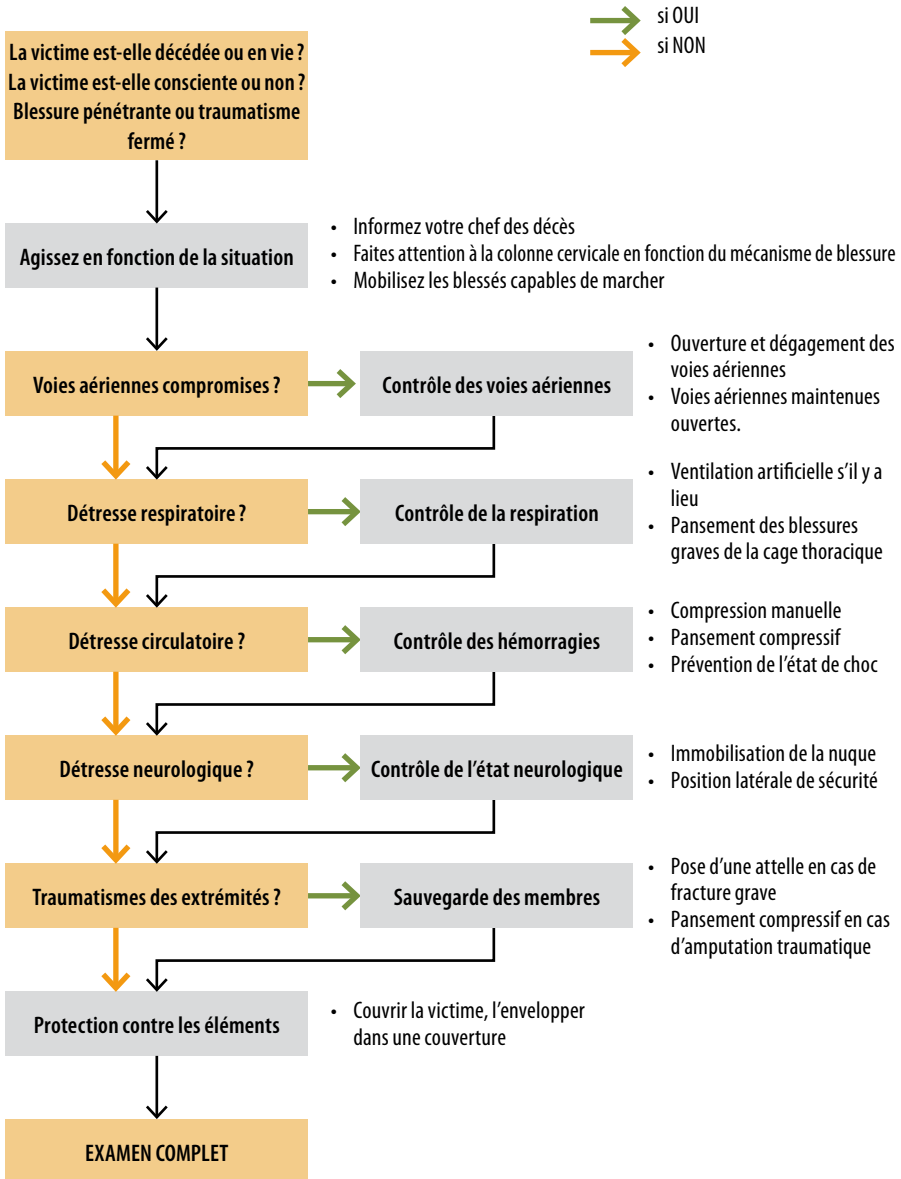 si OUI
si NON
La victime est-elle décédée ou en vie ?
La victime est-elle consciente ou non ?
Blessure pénétrante ou traumatisme
fermé ?
Agissez en fonction de la situation
• Informez votre chef des décès
• Faites attention à la colonne cervicale en fonction du mécanisme de blessure
• Mobilisez les blessés capables de marcher
Voies aériennes compromises ?
Contrôle des voies aériennes
• Ouverture et dégagement des
voies aériennes
• Voies aériennes maintenues
ouvertes.
Détresse respiratoire ?
Contrôle de la respiration
• Ventilation artificielle s’il y a
lieu
• Pansement des blessures
graves de la cage thoracique
Détresse circulatoire ?
Contrôle des hémorragies
• Compression manuelle
• Pansement compressif
• Prévention de l’état de choc
Détresse neurologique ?
Contrôle de l’état neurologique
• Immobilisation de la nuque
• Position latérale de sécurité
Traumatismes des extrémités ?
Sauvegarde des membres
• Pose d’une attelle en cas de
fracture grave
• Pansement compressif en cas
d’amputation traumatique
Protection contre les éléments
• Couvrir la victime, l’envelopper
dans une couverture
EXAMEN COMPLET